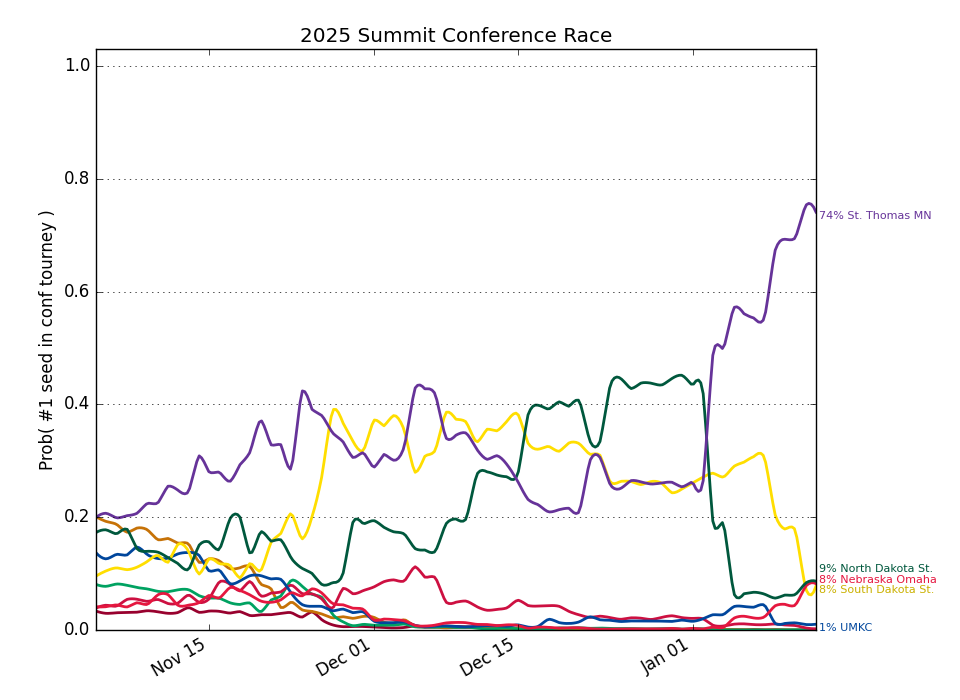 2025 Summit Conference Race
Prob( #1 seed in conf tourney )
1.0
0.8
0.6
0.4
0.2
0.0
Nov 15
Dec 01
Dec 15
Jan 01
74% St. Thomas MN
9% North Dakota St.
8% Nebraska Omaha
8% South Dakota St.
1% UMKC